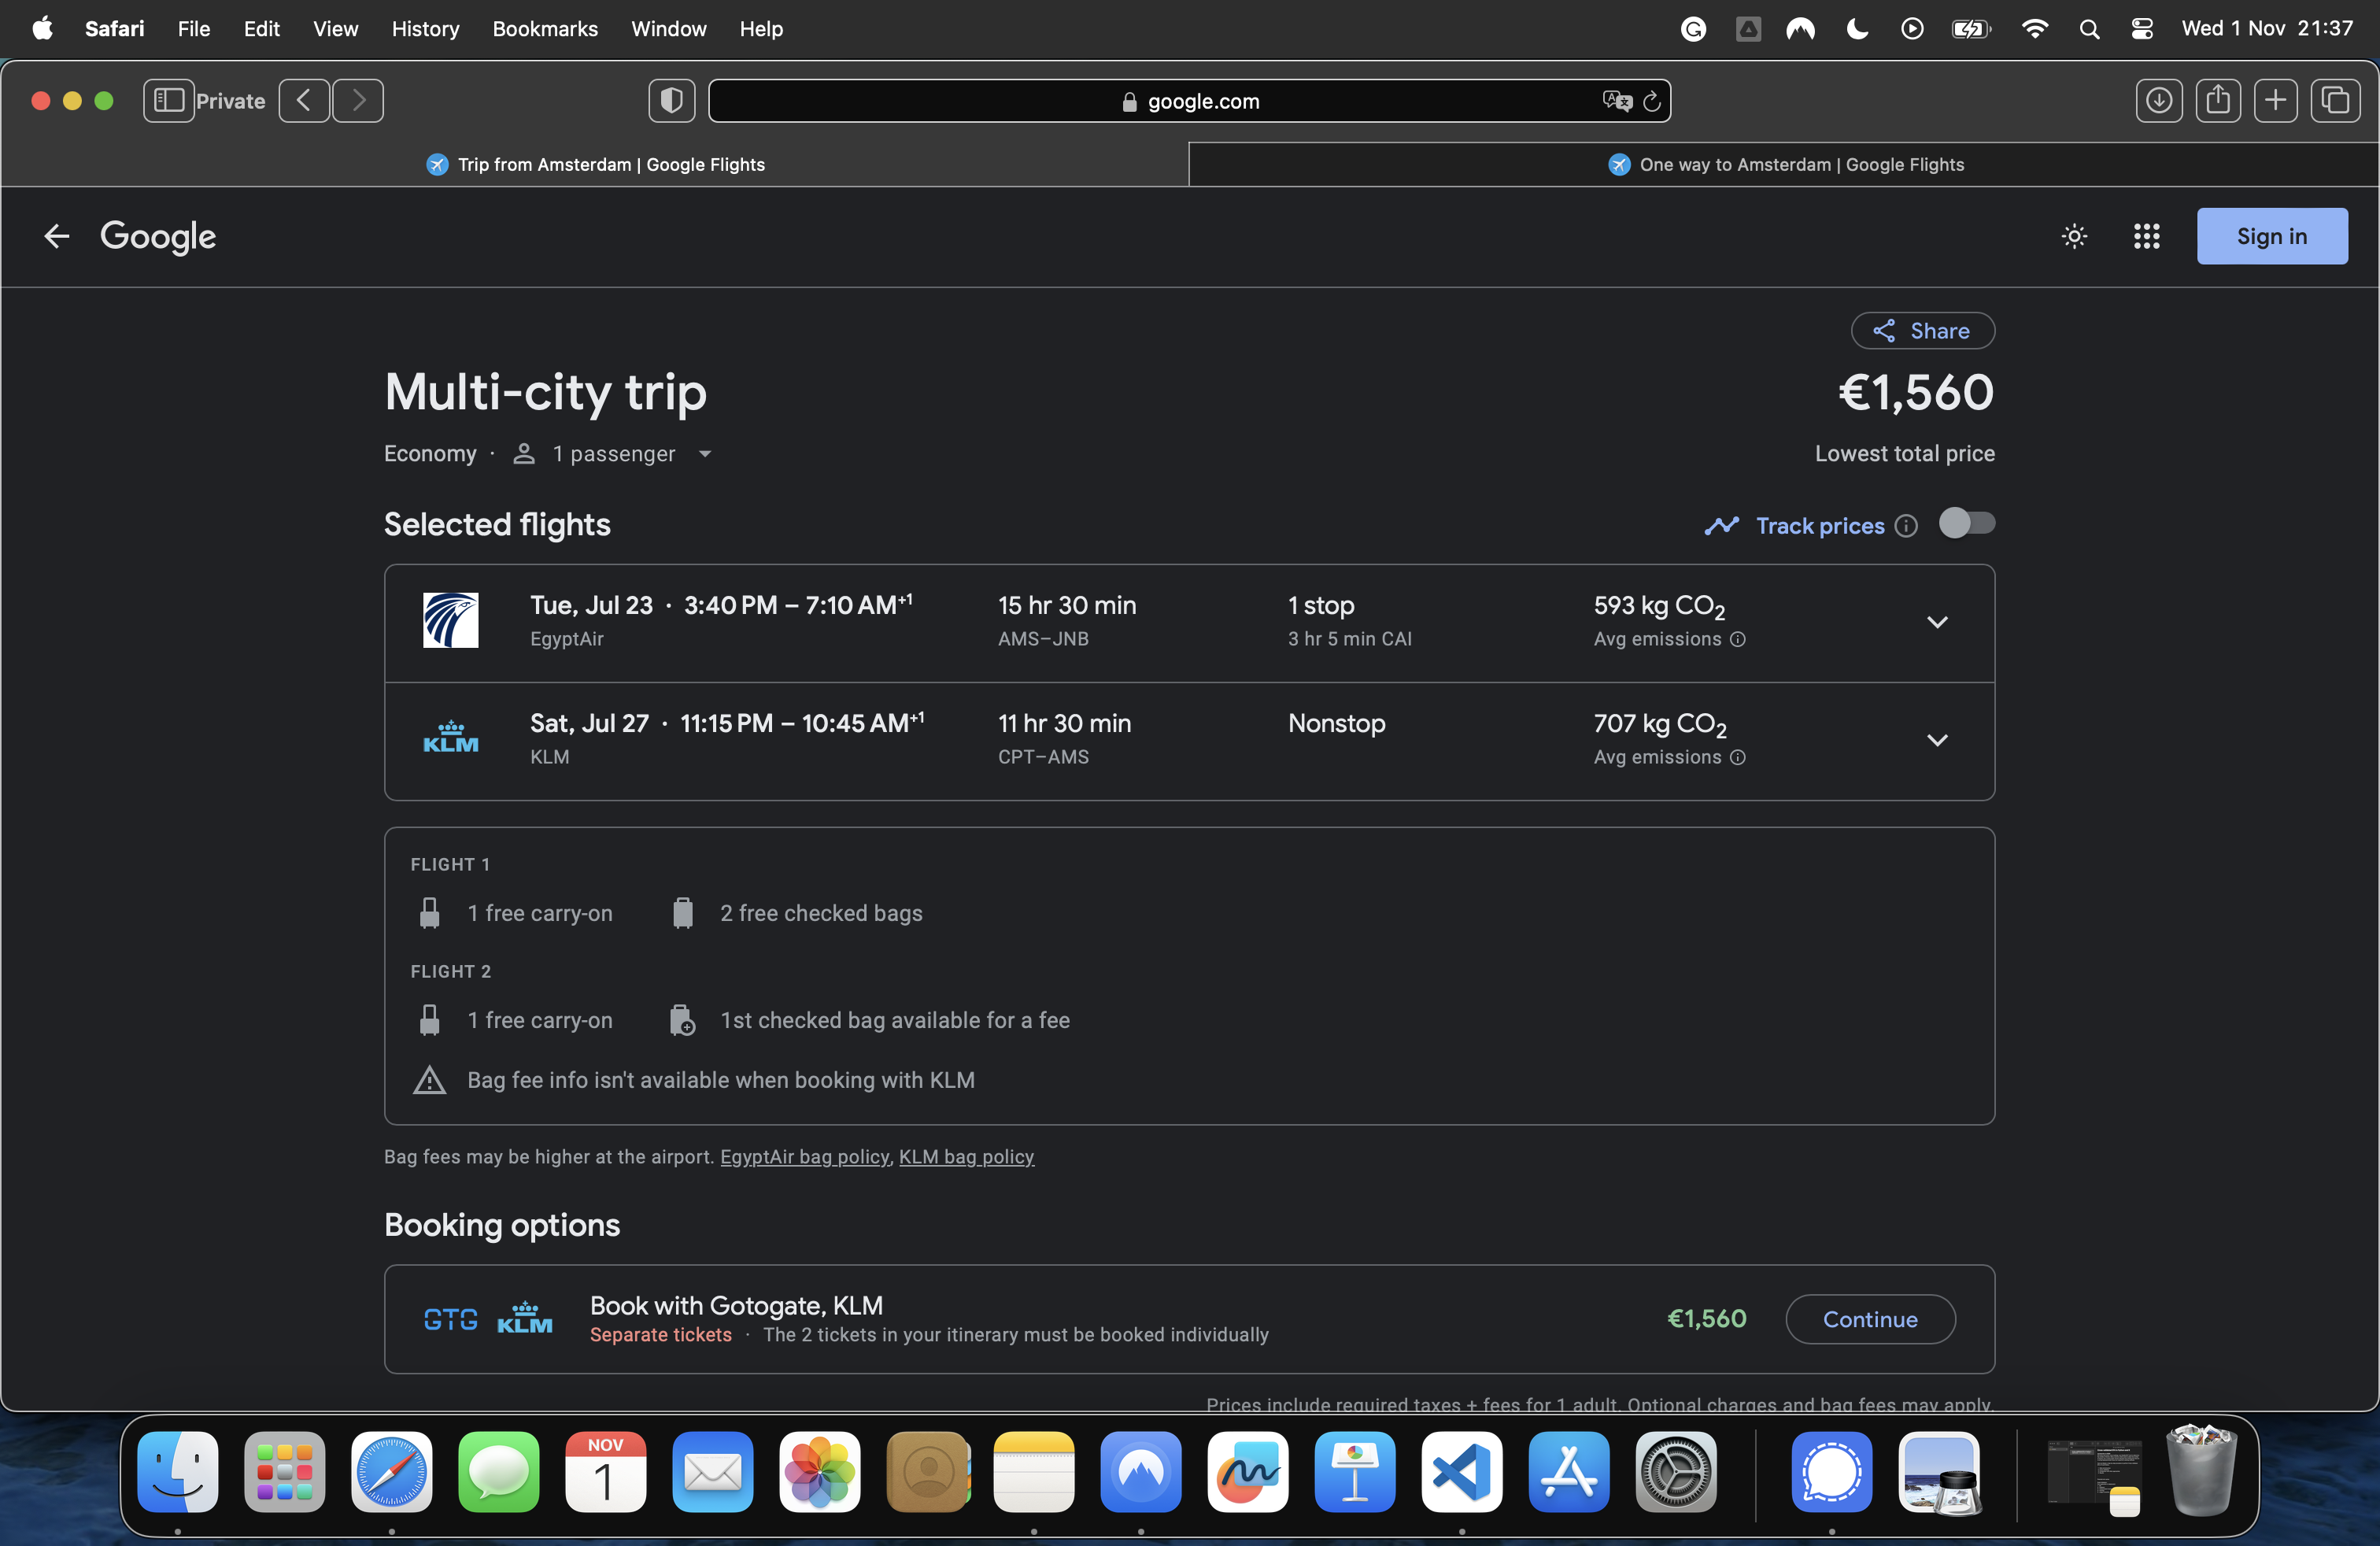 Safari File Edit View History Bookmarks Window Help Wed 1 Nov 21:37
Private google.com
Trip from Amsterdam | Google Flights One way to Amsterdam | Google Flights
Google Sign in
Share
Multi-city trip €1,560
Economy · 1 passenger Lowest total price
Selected flights Track prices
Tue, Jul 23 · 3:40 PM – 7:10 AM+1 15 hr 30 min 1 stop 593 kg CO2
EgyptAir AMS–JNB 3 hr 5 min CAI Avg emissions
Sat, Jul 27 · 11:15 PM – 10:45 AM+1 11 hr 30 min Nonstop 707 kg CO2
KLM KLM CPT–AMS Avg emissions
FLIGHT 1
1 free carry-on 2 free checked bags
FLIGHT 2
1 free carry-on 1st checked bag available for a fee
Bag fee info isn't available when booking with KLM
Bag fees may be higher at the airport. EgyptAir bag policy, KLM bag policy
Booking options
GTG KLM Book with Gotogate, KLM €1,560 Continue
Separate tickets · The 2 tickets in your itinerary must be booked individually
Prices include required taxes + fees for 1 adult. Optional charges and bag fees may apply.
NOV
1